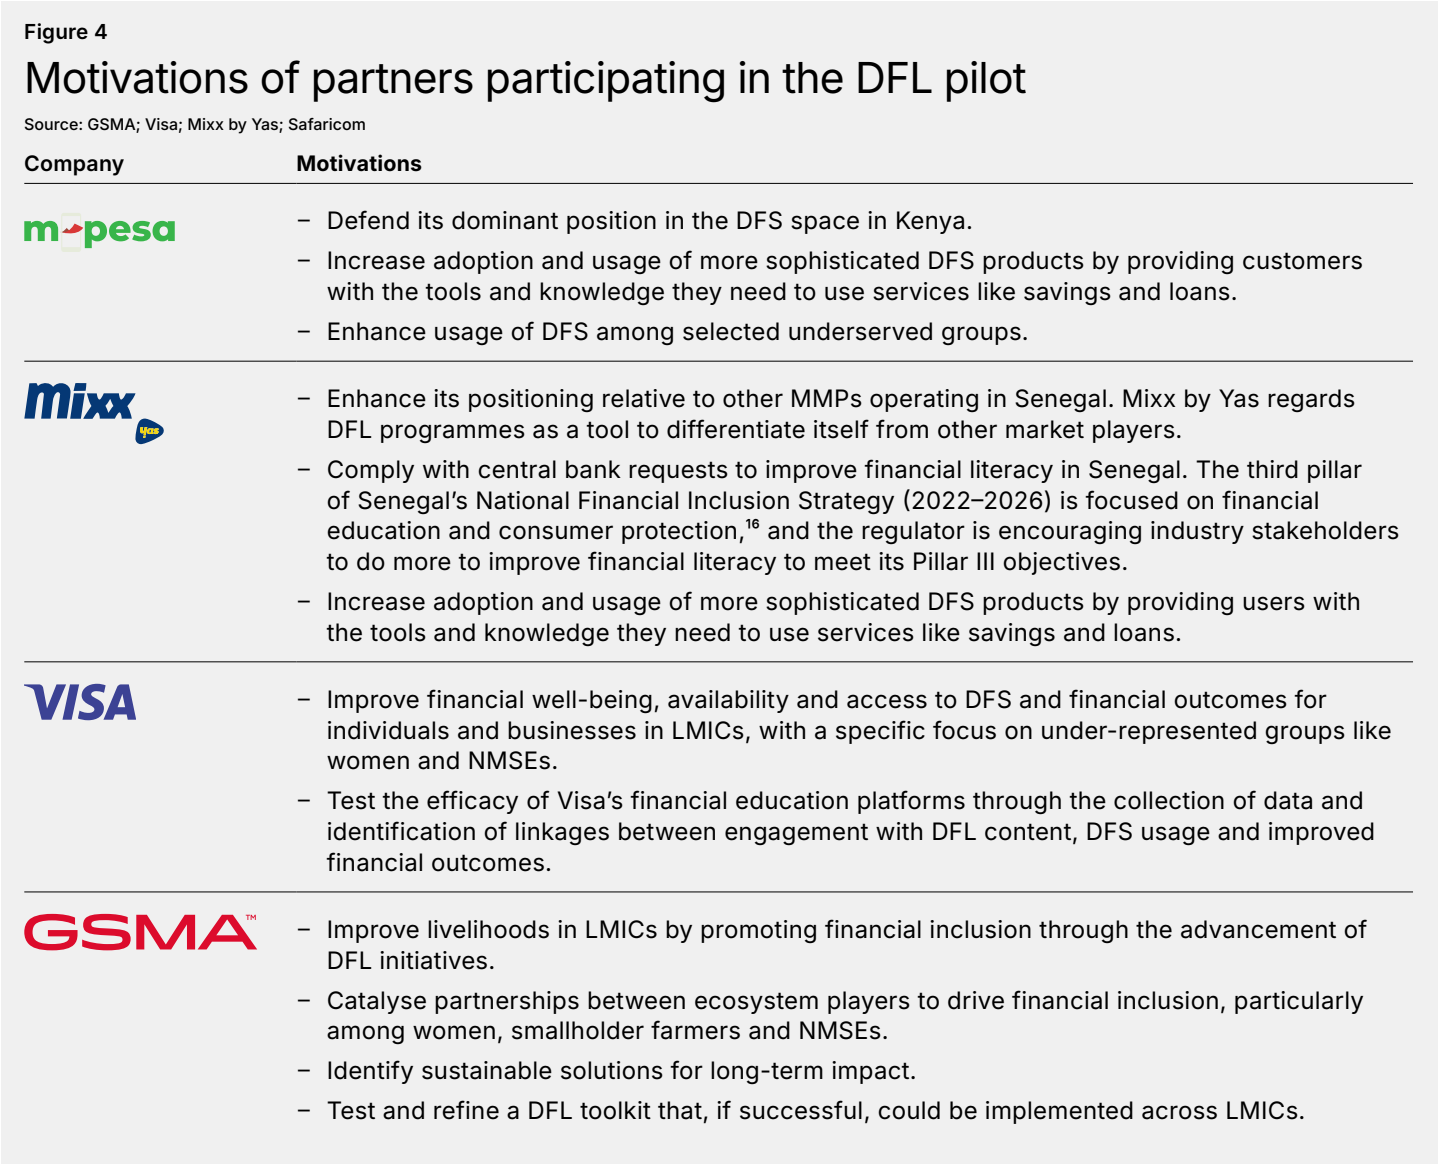 Figure 4
Motivations of partners participating in the DFL pilot
Source: GSMA; Visa; Mixx by Yas; Safaricom
Company Motivations
m-pesa
– Defend its dominant position in the DFS space in Kenya.
– Increase adoption and usage of more sophisticated DFS products by providing customers
with the tools and knowledge they need to use services like savings and loans.
– Enhance usage of DFS among selected underserved groups.
Mixx
Yas
– Enhance its positioning relative to other MMPs operating in Senegal. Mixx by Yas regards
DFL programmes as a tool to differentiate itself from other market players.
– Comply with central bank requests to improve financial literacy in Senegal. The third pillar
of Senegal’s National Financial Inclusion Strategy (2022–2026) is focused on financial
education and consumer protection,¹⁶ and the regulator is encouraging industry stakeholders
to do more to improve financial literacy to meet its Pillar III objectives.
– Increase adoption and usage of more sophisticated DFS products by providing users with
the tools and knowledge they need to use services like savings and loans.
VISA
– Improve financial well-being, availability and access to DFS and financial outcomes for
individuals and businesses in LMICs, with a specific focus on under-represented groups like
women and NMSEs.
– Test the efficacy of Visa’s financial education platforms through the collection of data and
identification of linkages between engagement with DFL content, DFS usage and improved
financial outcomes.
GSMA™
– Improve livelihoods in LMICs by promoting financial inclusion through the advancement of
DFL initiatives.
– Catalyse partnerships between ecosystem players to drive financial inclusion, particularly
among women, smallholder farmers and NMSEs.
– Identify sustainable solutions for long-term impact.
– Test and refine a DFL toolkit that, if successful, could be implemented across LMICs.